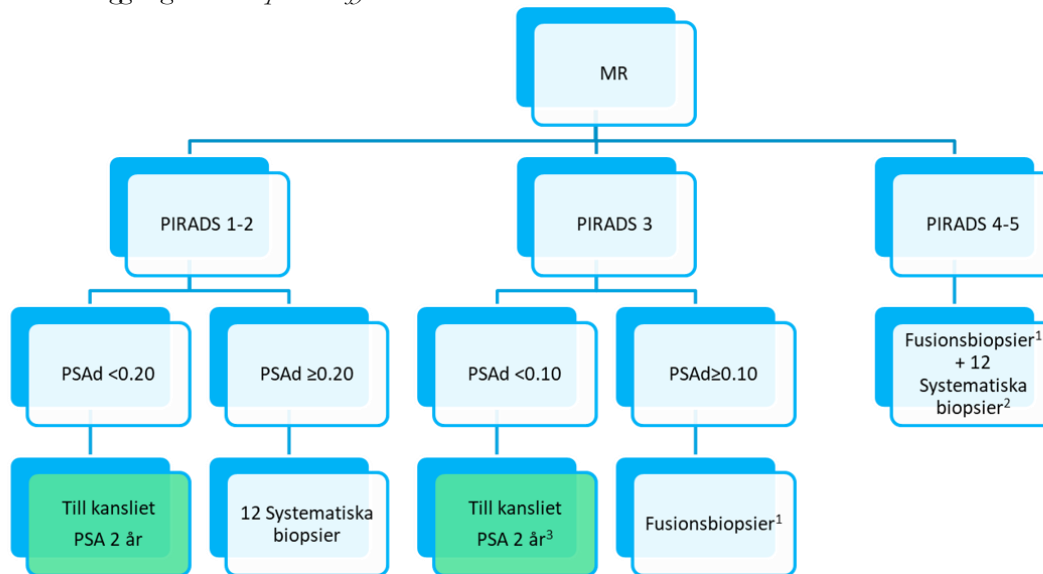 MR
PIRADS 1-2
PIRADS 3
PIRADS 4-5
PSAd <0.20
PSAd ≥0.20
PSAd <0.10
PSAd≥0.10
Fusionsbiopsier¹
+ 12
Systematiska
biopsier²
Till kansliet
PSA 2 år
12 Systematiska
biopsier
Till kansliet
PSA 2 år³
Fusionsbiopsier¹